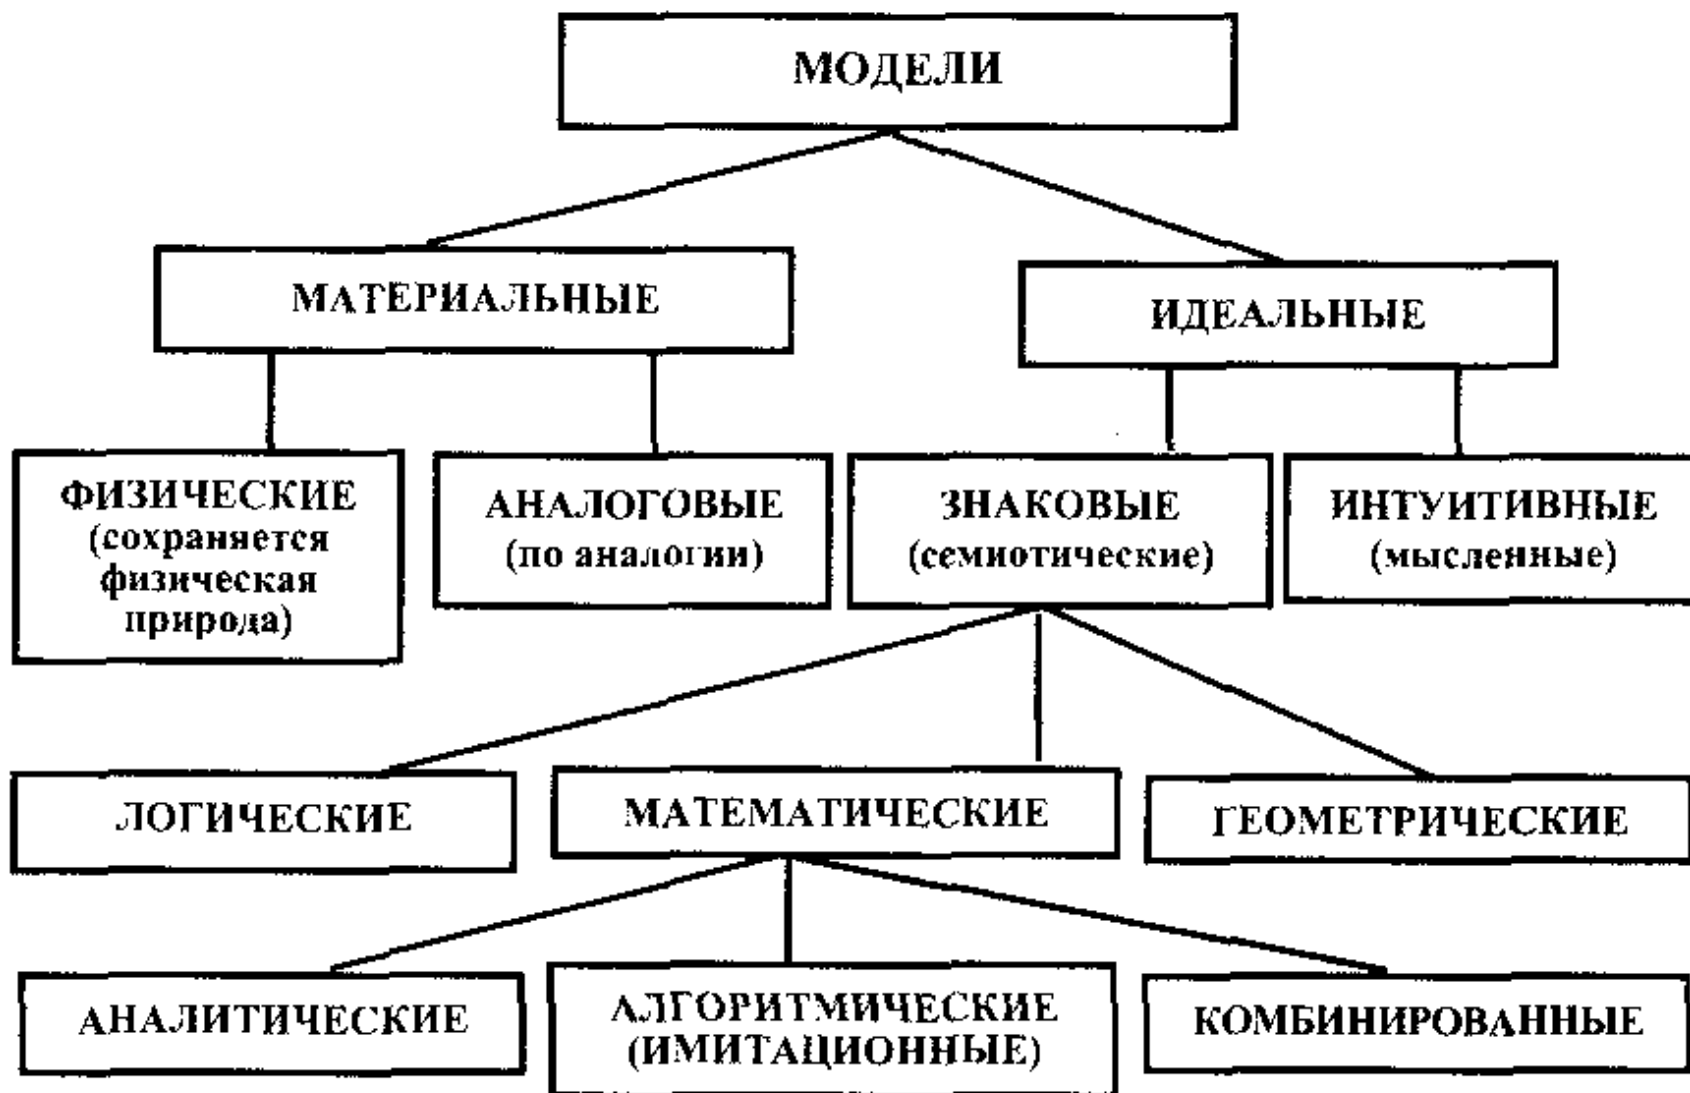 МОДЕЛИ
МАТЕРИАЛЬНЫЕ
ИДЕАЛЬНЫЕ
ФИЗИЧЕСКИЕ
(сохраняется
физическая
природа)
АНАЛОГОВЫЕ
(по аналогии)
ЗНАКОВЫЕ
(семиотические)
ИНТУИТИВНЫЕ
(мысленные)
ЛОГИЧЕСКИЕ
МАТЕМАТИЧЕСКИЕ
ГЕОМЕТРИЧЕСКИЕ
АНАЛИТИЧЕСКИЕ
АЛГОРИТМИЧЕСКИЕ
(ИМИТАЦИОННЫЕ)
КОМБИНИРОВАННЫЕ